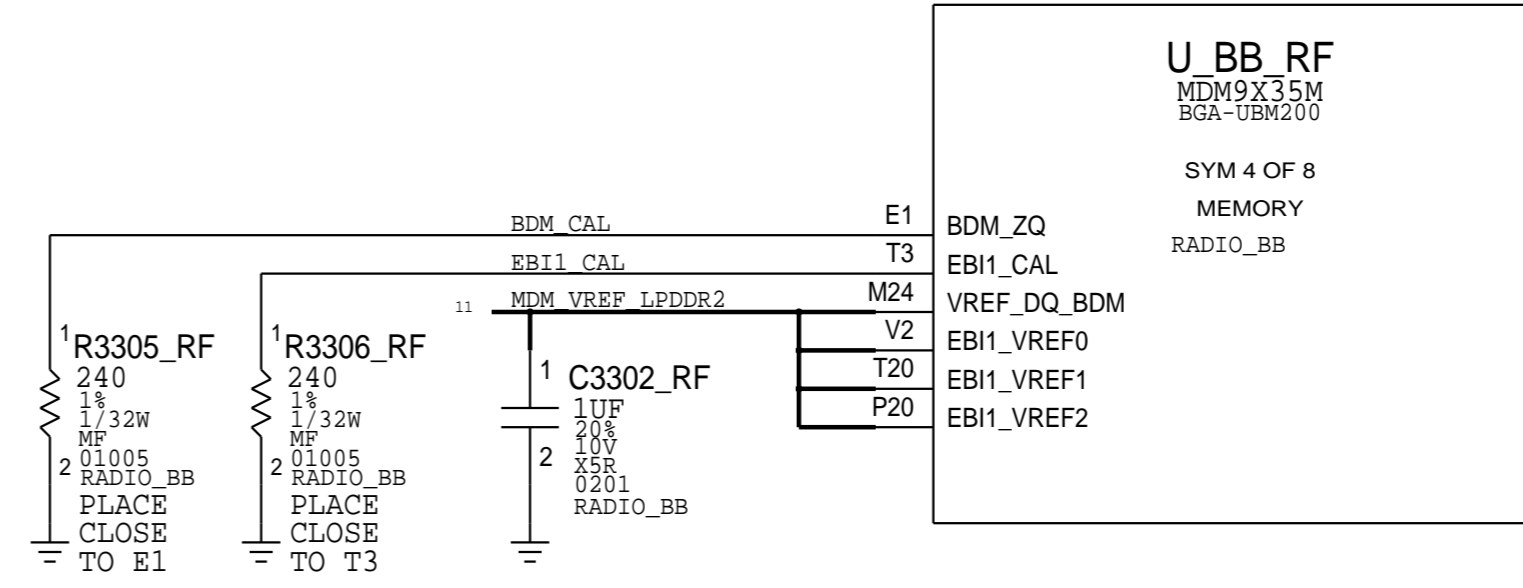 U_BB_RF
MDM9X35M
BGA-UBM200
SYM 4 OF 8
MEMORY
RADIO_BB
BDM_CAL
E1
BDM_ZQ
EBI1_CAL
T3
EBI1_CAL
11
MDM_VREF_LPDDR2
M24
VREF_DQ_BDM
V2
EBI1_VREF0
T20
EBI1_VREF1
P20
EBI1_VREF2
1
R3305_RF
240
1%
1/32W
MF
2
01005
RADIO_BB
PLACE
CLOSE
TO E1
1
R3306_RF
240
1%
1/32W
MF
2
01005
RADIO_BB
PLACE
CLOSE
TO T3
1
C3302_RF
1UF
20%
10V
2
X5R
0201
RADIO_BB